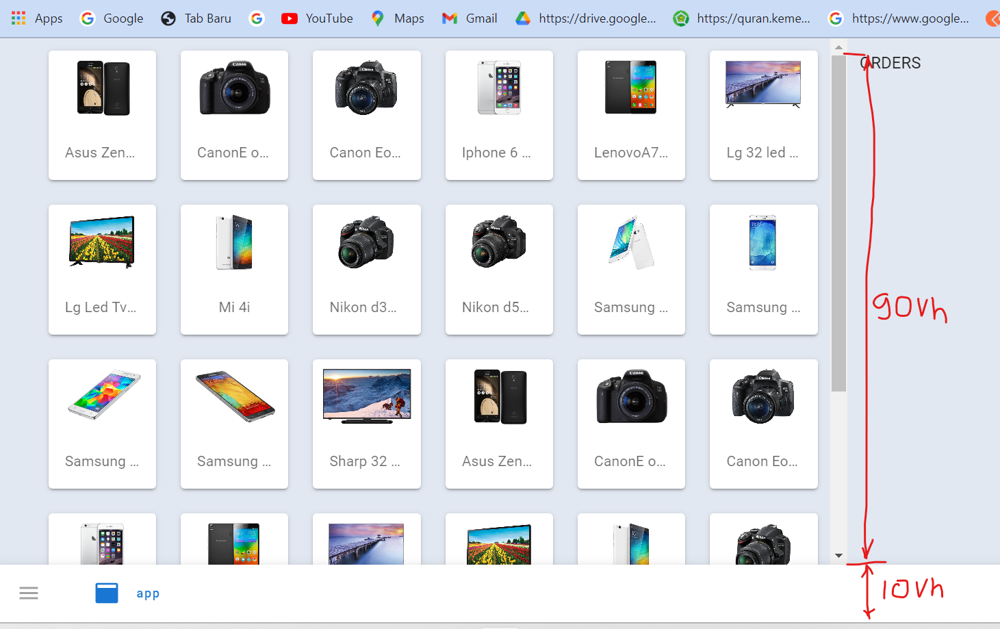 Apps Google Tab Baru YouTube Maps Gmail https://drive.google... https://quran.keme... https://www.google...
ORDERS
Asus Zen... CanonE o... Canon Eo... Iphone 6 ... LenovoA7... Lg 32 led ...
Lg Led Tv... Mi 4i Nikon d3... Nikon d5... Samsung ... Samsung ...
90vh
Samsung ... Samsung ... Sharp 32 ... Asus Zen... CanonE o... Canon Eo...
app
10vh